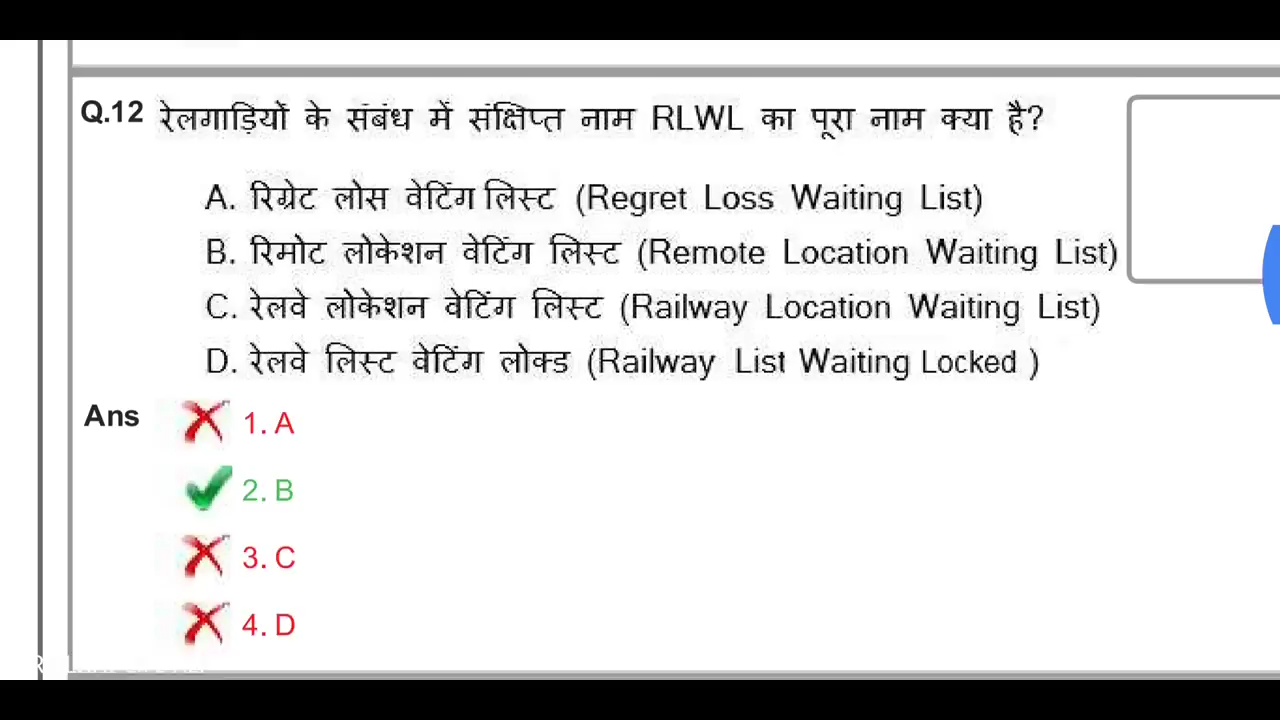 Q.12 रेलगाड़ियों के संबंध में संक्षिप्त नाम RLWL का पूरा नाम क्या है?
A. रिग्रेट लोस वेटिंग लिस्ट (Regret Loss Waiting List)
B. रिमोट लोकेशन वेटिंग लिस्ट (Remote Location Waiting List)
C. रेलवे लोकेशन वेटिंग लिस्ट (Railway Location Waiting List)
D. रेलवे लिस्ट वेटिंग लोक्ड (Railway List Waiting Locked )
Ans 1. A
2. B
3. C
4. D